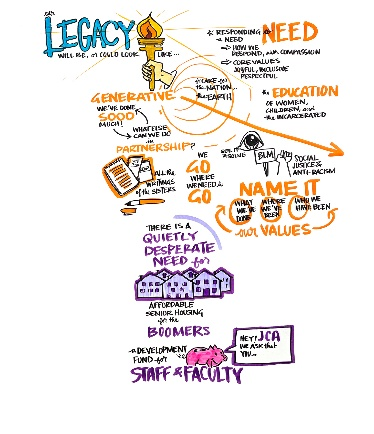 our
LEGACY
WILL BE, or COULD LOOK LIKE...
RESPONDING to NEED
→ HOW WE
RESPOND, with COMPASSION
→ CORE VALUES
JOYFUL, INCLUSIVE
RESPECTFUL
GENERATIVE
WE'VE DONE
SOOO
MUCH!
WHAT ELSE
CAN WE DO
in
PARTNERSHIP?
CARE for
the NATION...
the EARTH
the EDUCATION
OF WOMEN,
CHILDREN, and
the INCARCERATED
ALL the
WRITINGS
of the SISTERS
WE
GO
WHERE
WE NEED to
GO
BLM
SOCIAL
JUSTICE &
ANTI-RACISM
NAME IT
WHAT WE'VE DONE
WHERE WE'VE BEEN
WHO WE HAVE BEEN
our VALUES
THERE IS A
QUIETLY
DESPERATE
NEED for
AFFORDABLE
SENIOR HOUSING
for the
BOOMERS
a DEVELOPMENT
FUND for
STAFF & FACULTY
HEY! JCA
WE ASK that
YOU...